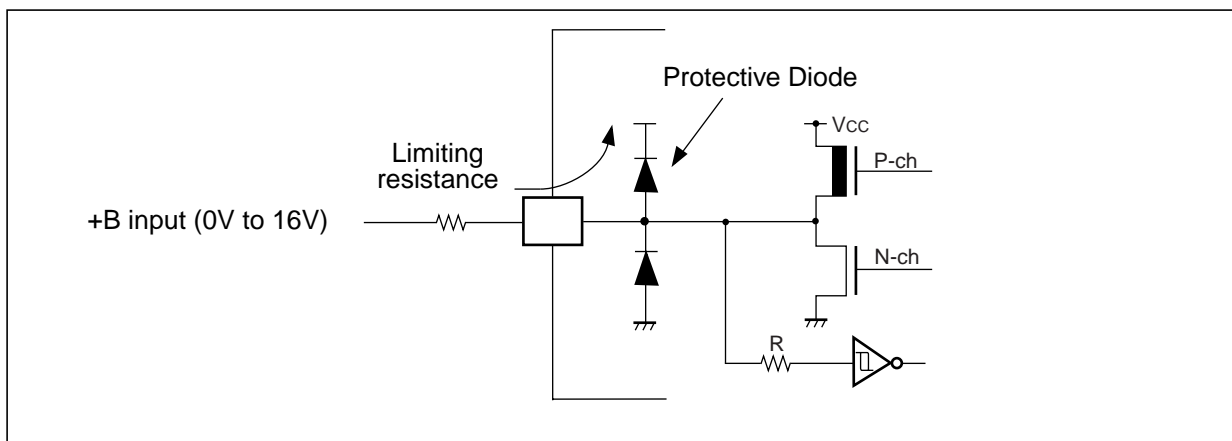 Protective Diode
VCC
Limiting
resistance
P-ch
+B input (0V to 16V)
N-ch
R